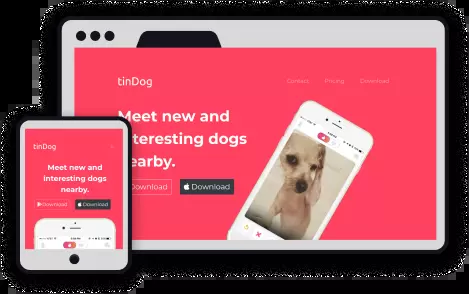 tinDog
Contact Pricing Download
Meet new and
interesting dogs
nearby.
Download Download
tinDog
Meet new and
interesting dogs
nearby.
Download Download